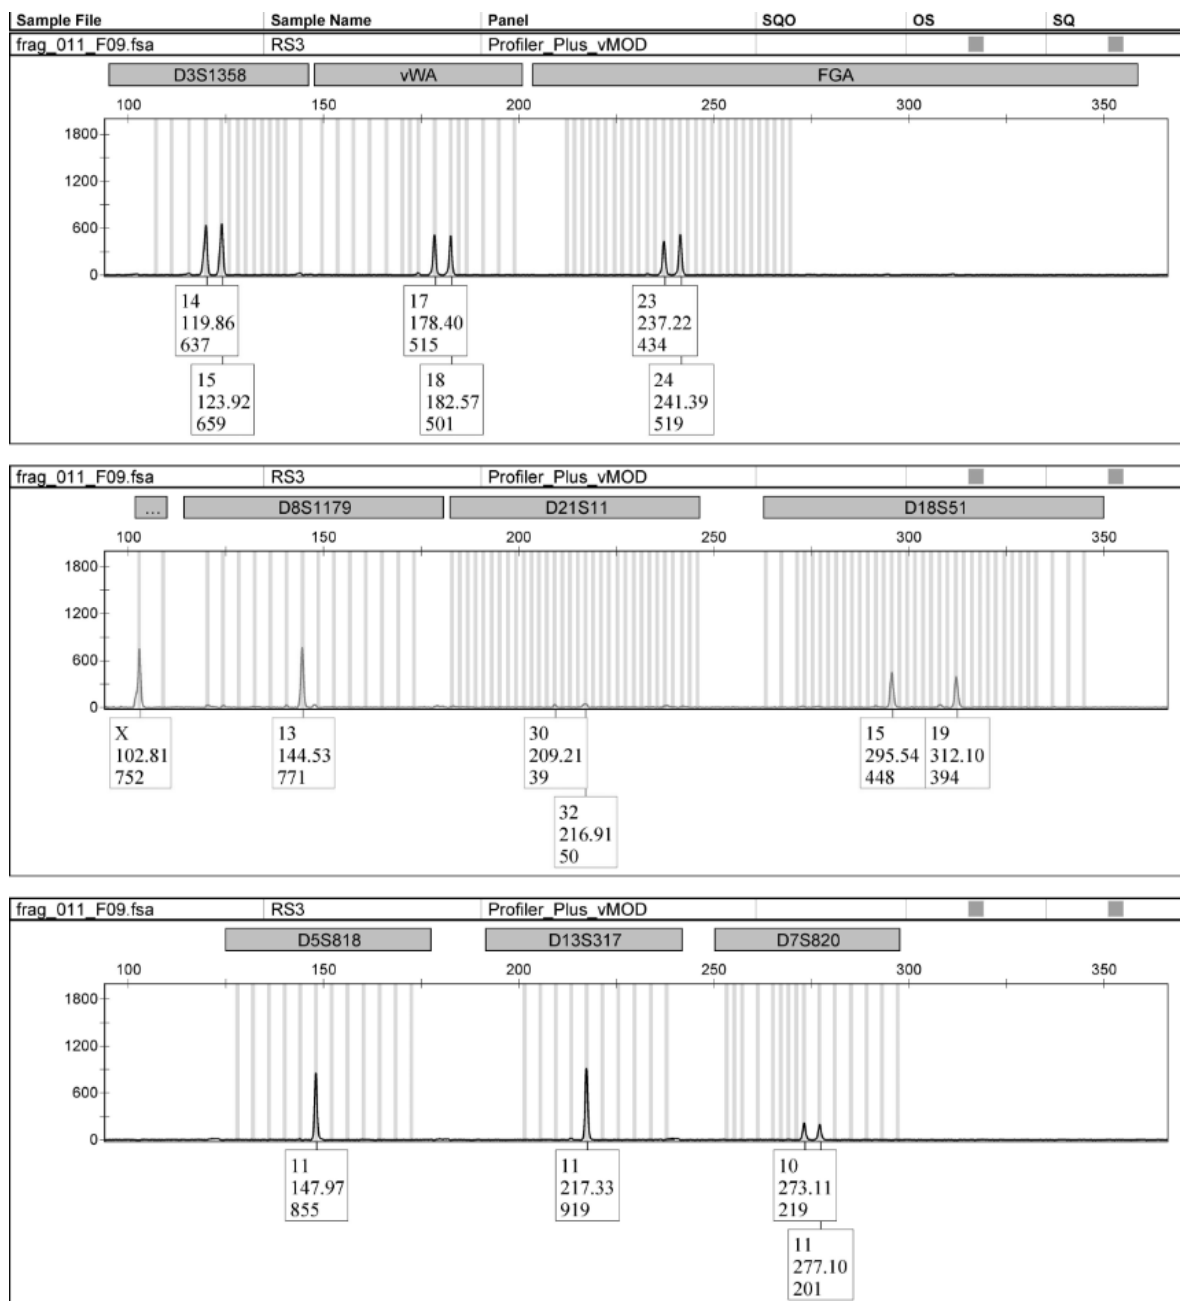 Sample File Sample Name Panel SQO OS SQ
frag_011_F09.fsa RS3 Profiler_Plus_vMOD
D3S1358 vWA FGA
100 150 200 250 300 350
1800
1200
600
0
14 17 23
119.86 178.40 237.22
637 515 434
15 18 24
123.92 182.57 241.39
659 501 519
frag_011_F09.fsa RS3 Profiler_Plus_vMOD
... D8S1179 D21S11 D18S51
100 150 200 250 300 350
1800
1200
600
0
X 13 30 15 19
102.81 144.53 209.21 295.54 312.10
752 771 39 448 394
32
216.91
50
frag_011_F09.fsa RS3 Profiler_Plus_vMOD
D5S818 D13S317 D7S820
100 150 200 250 300 350
1800
1200
600
0
11 11 10
147.97 217.33 273.11
855 919 219
11
277.10
201